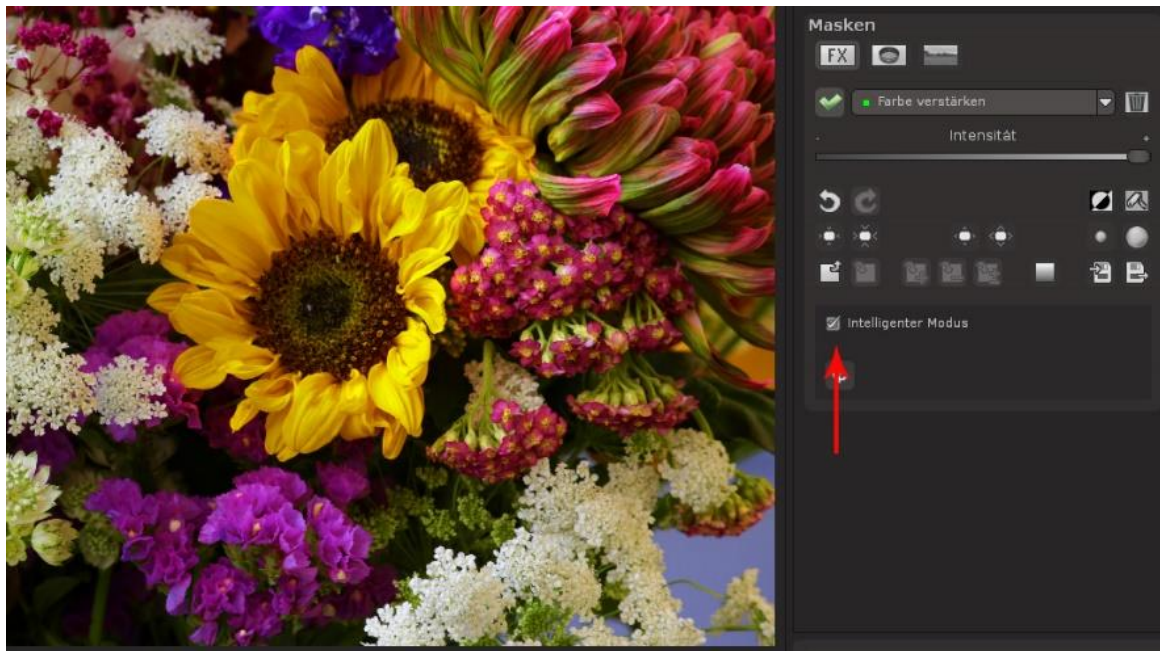 Masken
FX
Farbe verstärken
- Intensität +
Intelligenter Modus